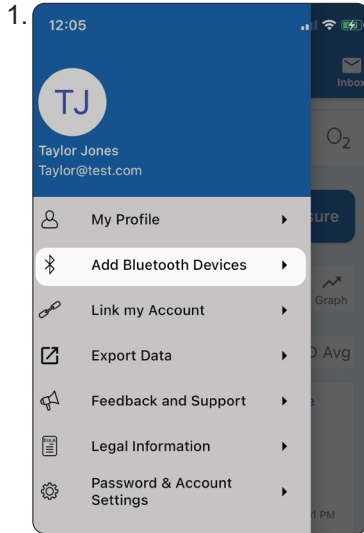 1.
12:05
Inbox
TJ
Taylor Jones
Taylor@test.com
O2
My Profile
Add Bluetooth Devices
Link my Account
Graph
Export Data
Avg
Feedback and Support
EULA
Legal Information
Password & Account
Settings
PM